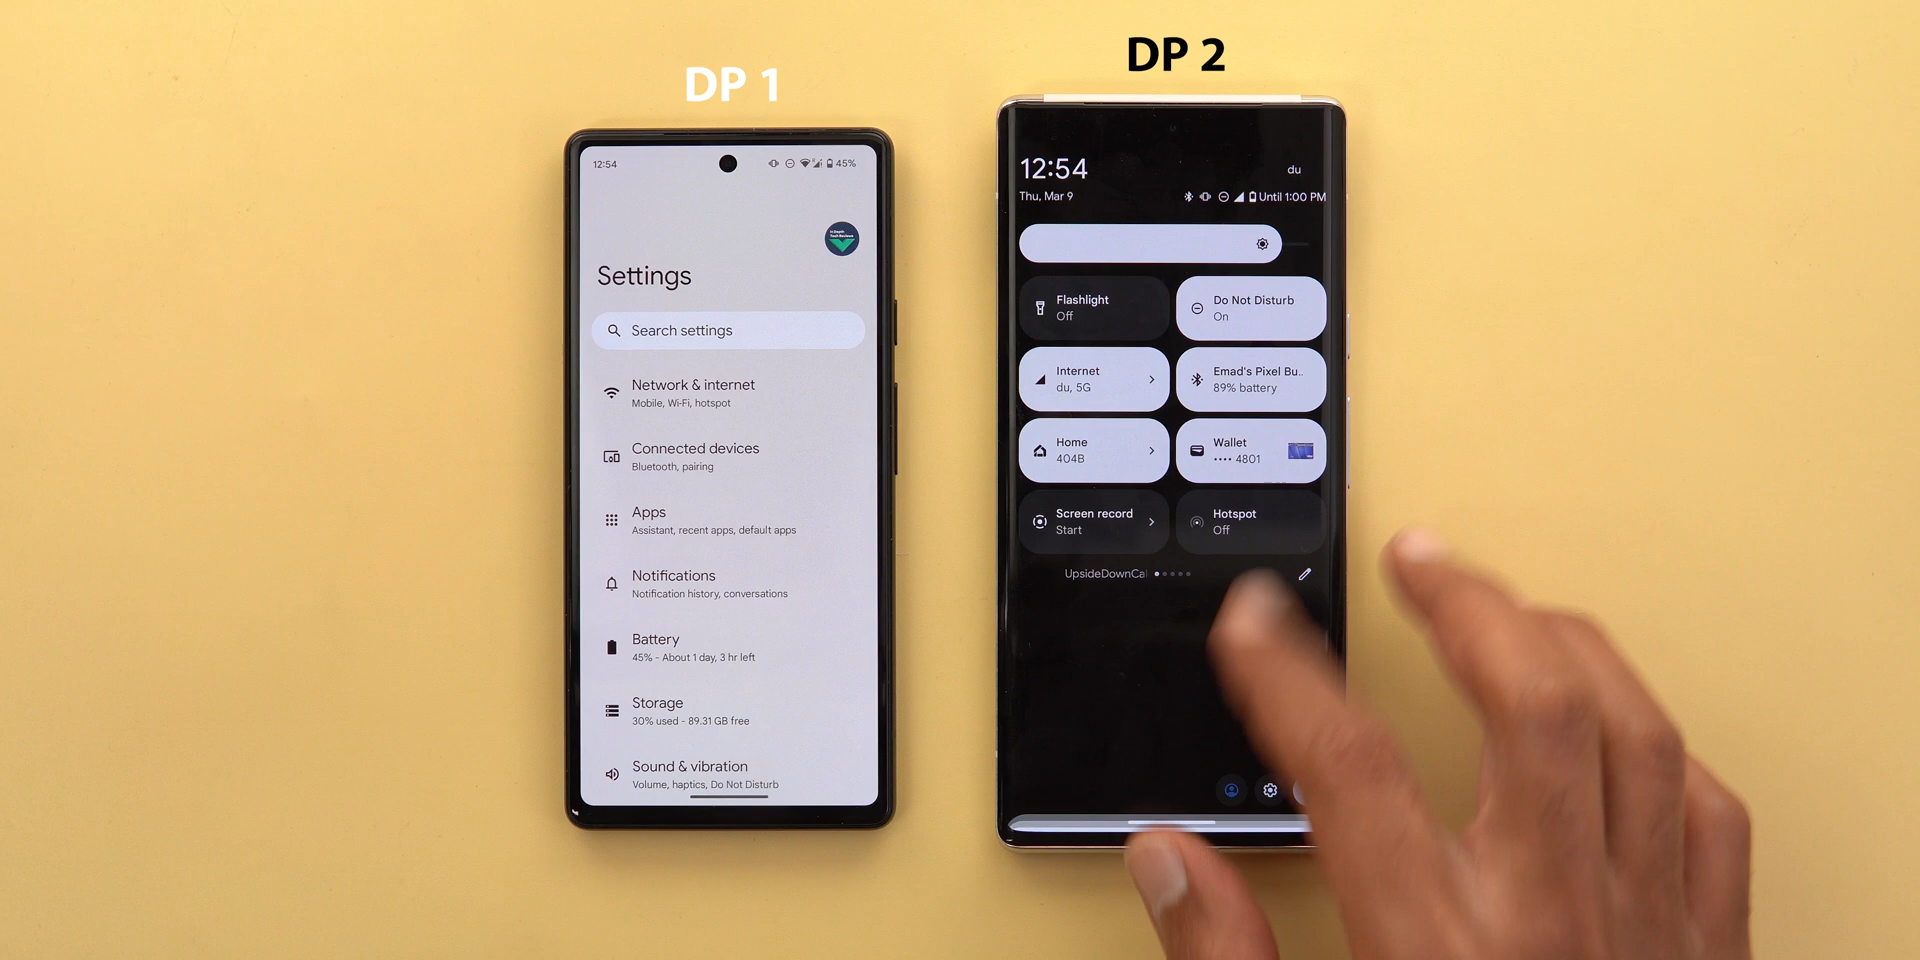 DP 1
12:54
45%
Settings
Search settings
Network & internet
Mobile, Wi-Fi, hotspot
Connected devices
Bluetooth, pairing
Apps
Assistant, recent apps, default apps
Notifications
Notification history, conversations
Battery
45% - About 1 day, 3 hr left
Storage
30% used - 89.31 GB free
Sound & vibration
Volume, haptics, Do Not Disturb
DP 2
12:54
du
Thu, Mar 9
Until 1:00 PM
Flashlight
Off
Do Not Disturb
On
Internet
du, 5G
Emad's Pixel Bu..
89% battery
Home
404B
Wallet
•••• 4801
Screen record
Start
Hotspot
Off
UpsideDownCa